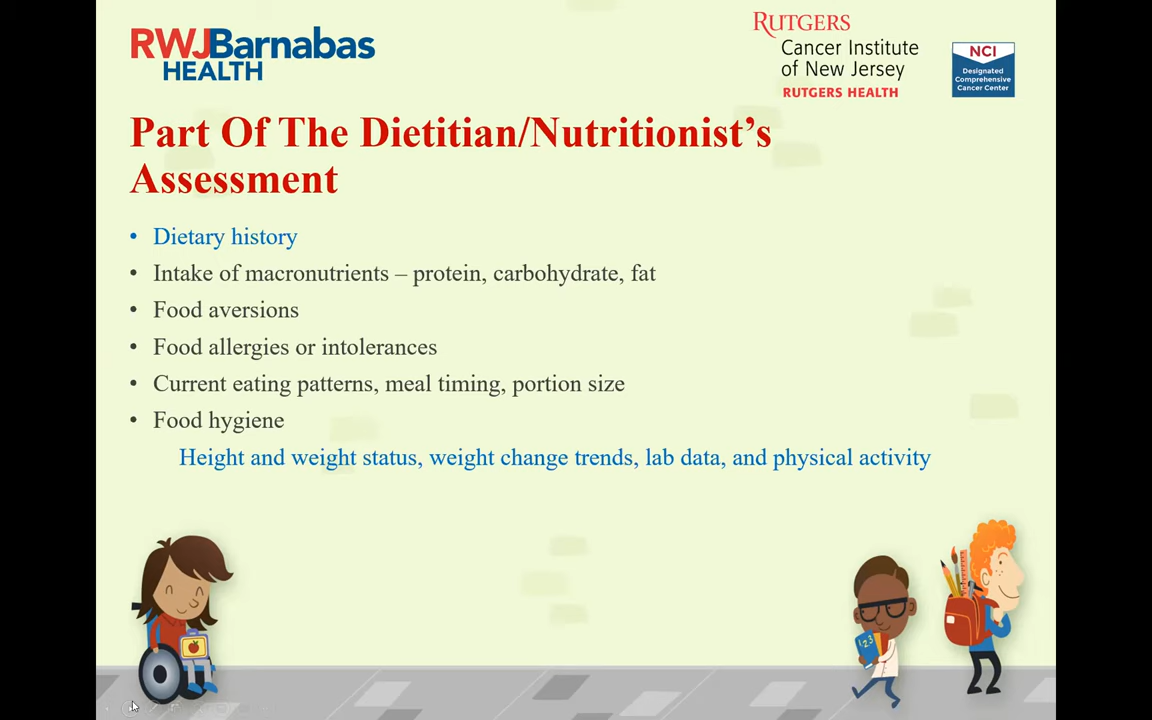 RWJBarnabas
HEALTH
RUTGERS
Cancer Institute
of New Jersey
RUTGERS HEALTH
NCI
Designated
Comprehensive
Cancer Center
Part Of The Dietitian/Nutritionist’s
Assessment
• Dietary history
• Intake of macronutrients – protein, carbohydrate, fat
• Food aversions
• Food allergies or intolerances
• Current eating patterns, meal timing, portion size
• Food hygiene
Height and weight status, weight change trends, lab data, and physical activity
123